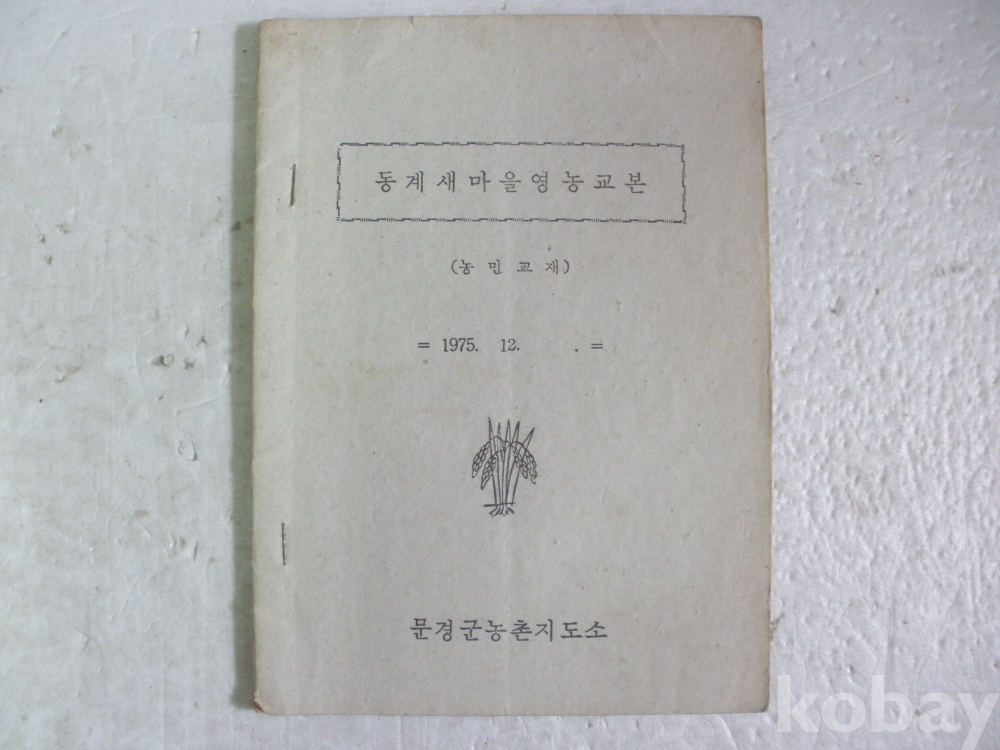 동계새마을영농교본
(농민교재)
= 1975. 12. . =
문경군농촌지도소
kobay